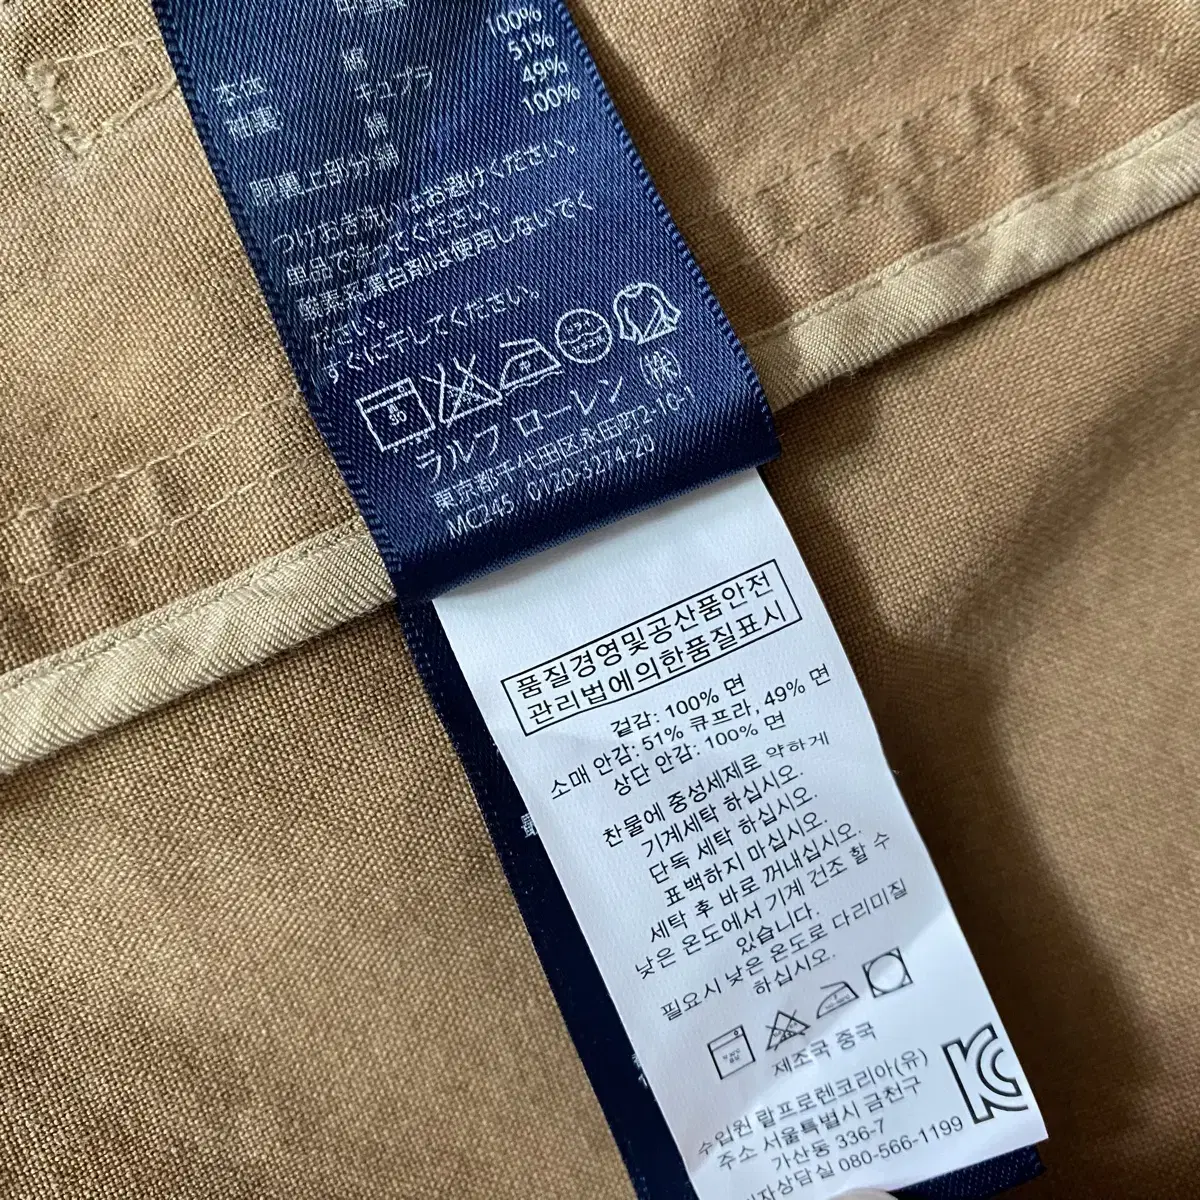 中国製
100%
本体 綿 51%
袖裏 キュプラ 49%
綿 100%
胴裏上部分綿
つけおき洗いはお避けください。
単品で洗ってください。
酸素系漂白剤は使用しないでく
ださい。
すぐに干してください。
ラルフ ローレン (株)
東京都千代田区永田町2-10-1
MC245 0120-3274-20
품질경영및공산품안전
관리법에의한품질표시
겉감: 100% 면
소매 안감: 51% 큐프라, 49% 면
상단 안감: 100% 면
찬물에 중성세제로 약하게
기계세탁 하십시오.
단독 세탁 하십시오.
표백하지 마십시오.
세탁 후 바로 꺼내십시오.
낮은 온도에서 기계 건조 할 수
있습니다.
필요시 낮은 온도로 다리미질
하십시오.
제조국 중국
수입원 랄프로렌코리아(유)
주소 서울특별시 금천구
가산동 336-7
자상담실 080-566-1199